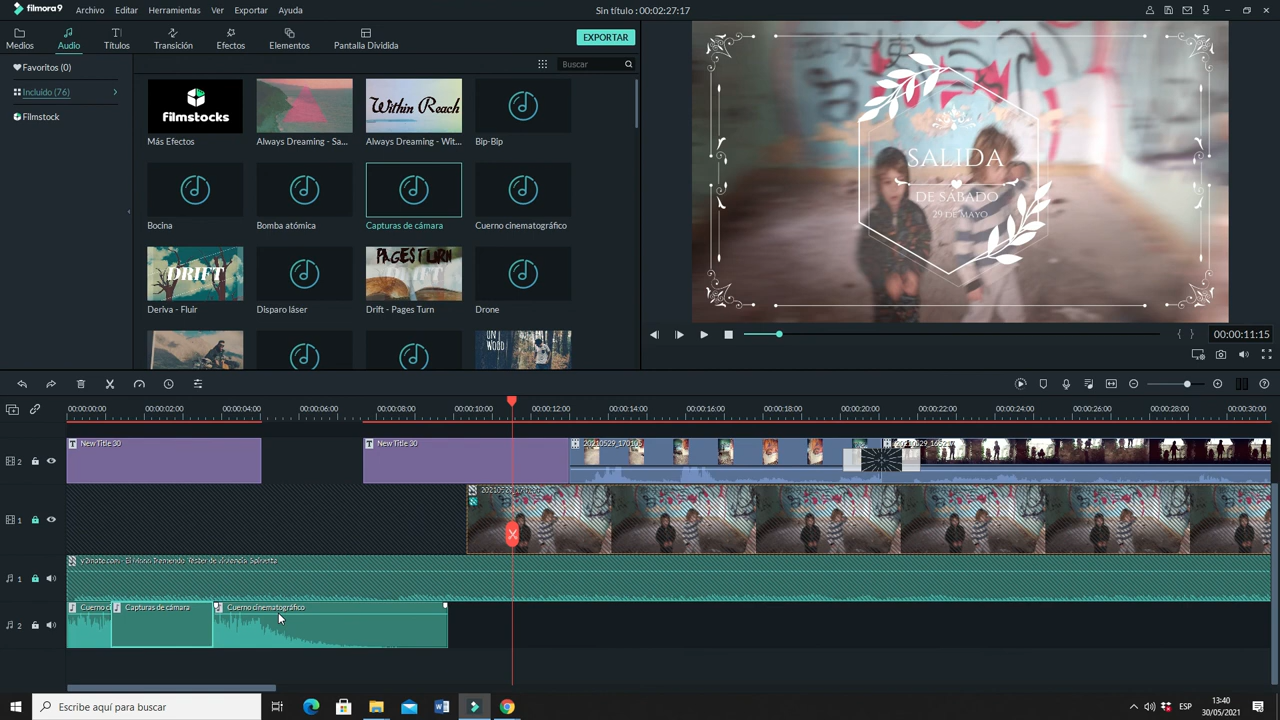 filmora9
Archivo Editar Herramientas Ver Exportar Ayuda
Sin título : 00:02:27:17
Medios Audio Títulos Transición Efectos Elementos Pantalla Dividida
EXPORTAR
Favoritos (0)
Incluido (76)
Filmstock
Buscar
filmstocks
Within Reach
Más Efectos
Always Dreaming - Sa...
Always Dreaming - Wit...
Bip-Bip
Bocina
Bomba atómica
Capturas de cámara
Cuerno cinematográfico
DRIFT
PAGES TURN
DRIFT
Deriva - Fluir
Disparo láser
Drift - Pages Turn
Drone
WOOD
SALIDA
DE SÁBADO
29 DE MAYO
00:00:11:15
00:00:00:00 00:00:02:00 00:00:04:00 00:00:06:00 00:00:08:00 00:00:10:00 00:00:12:00 00:00:14:00 00:00:16:00 00:00:18:00 00:00:20:00 00:00:22:00 00:00:24:00 00:00:26:00 00:00:28:00 00:00:30:00
New Title 30
New Title 30
2
1
1
Cuerno ci
Capturas de cámara
Cuerno cinematográfico
2
Escribe aquí para buscar
ESP
13:40
30/05/2021